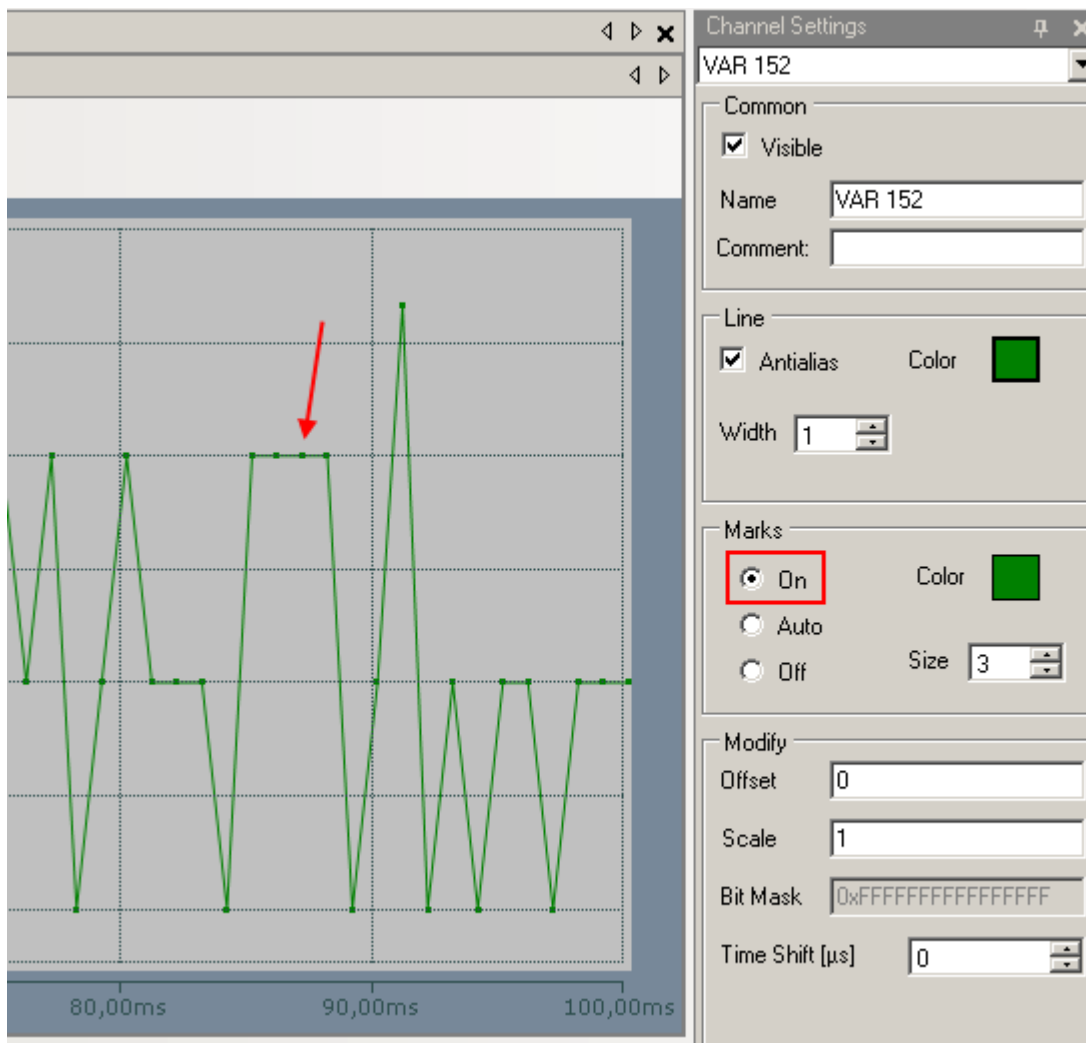 Channel Settings
VAR 152
Common
Visible
Name VAR 152
Comment:
Line
Antialias Color
Width 1
Marks
On Color
Auto
Off Size 3
Modify
Offset 0
Scale 1
Bit Mask 0xFFFFFFFFFFFFFFFF
Time Shift [µs] 0
80,00ms 90,00ms 100,00ms